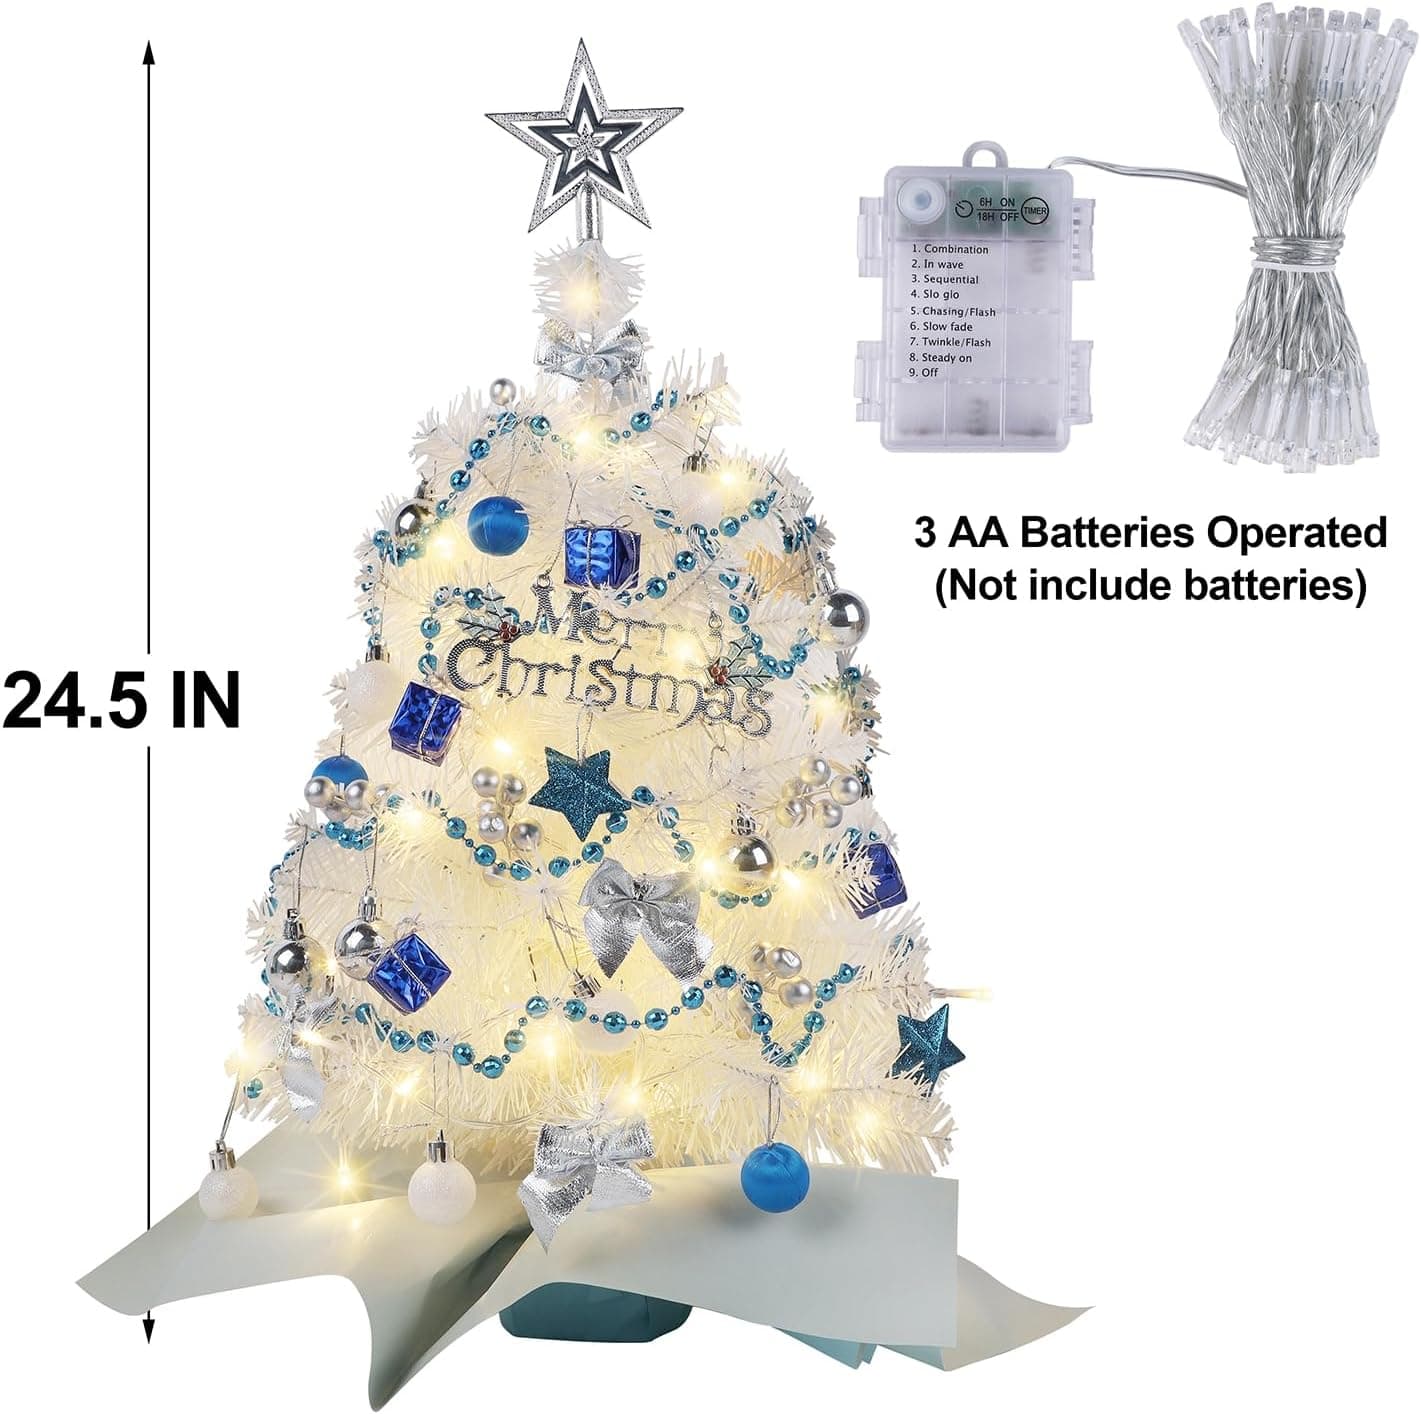 24.5 IN
Merry
Christmas
6H ON
18H OFF
TIMER
1. Combination
2. In wave
3. Sequential
4. Slo glo
5. Chasing/Flash
6. Slow fade
7. Twinkle/Flash
8. Steady on
9. Off
3 AA Batteries Operated
(Not include batteries)